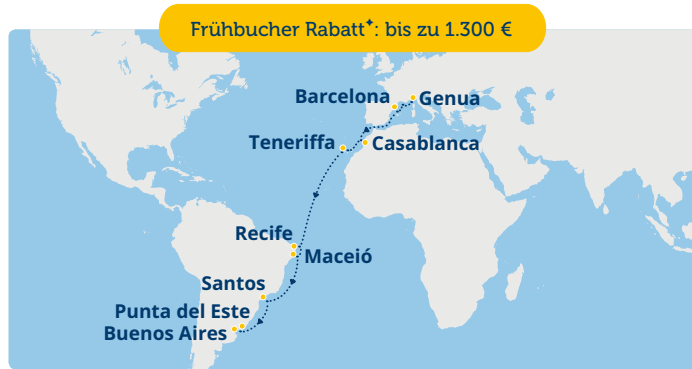 Frühbucher Rabatt✦: bis zu 1.300 €
Barcelona
Genua
Teneriffa
Casablanca
Recife
Maceió
Santos
Punta del Este
Buenos Aires